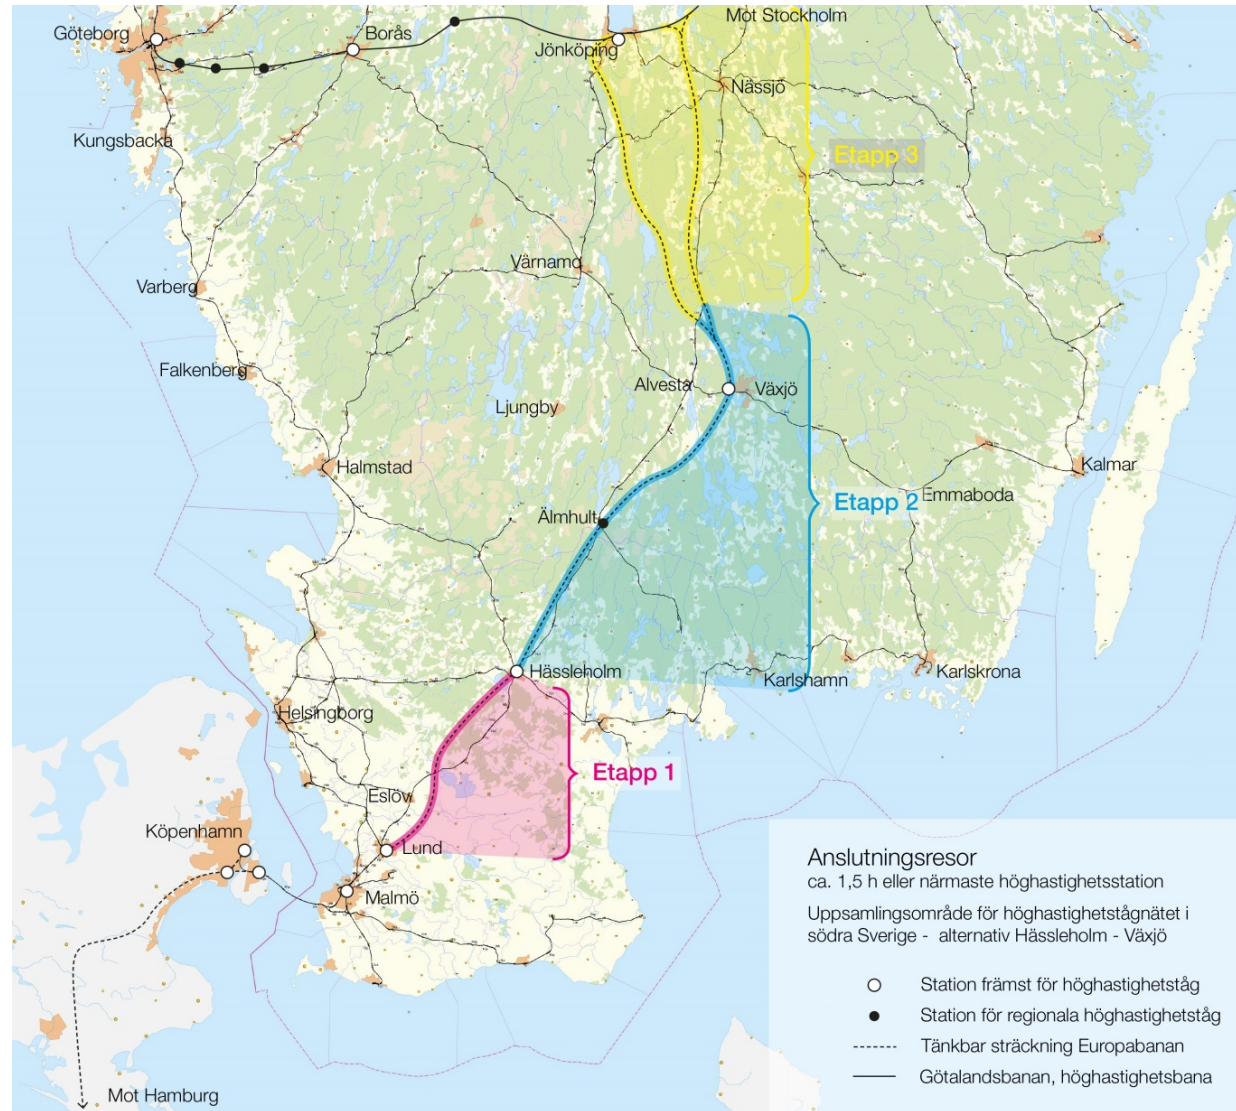 Mot Stockholm
Göteborg
Borås
Jönköping
Nässjö
Kungsbacka
Etapp 3
Värnamo
Varberg
Falkenberg
Alvesta
Växjö
Ljungby
Halmstad
Kalmar
Emmaboda
Etapp 2
Älmhult
Hässleholm
Karlshamn
Karlskrona
Helsingborg
Etapp 1
Eslöv
Köpenhamn
Lund
Malmö
Mot Hamburg
Anslutningsresor
ca. 1,5 h eller närmaste höghastighetsstation
Uppsamlingsområde för höghastighetstågnätet i
södra Sverige - alternativ Hässleholm - Växjö
Station främst för höghastighetståg
Station för regionala höghastighetståg
Tänkbar sträckning Europabanan
Götalandsbanan, höghastighetsbana